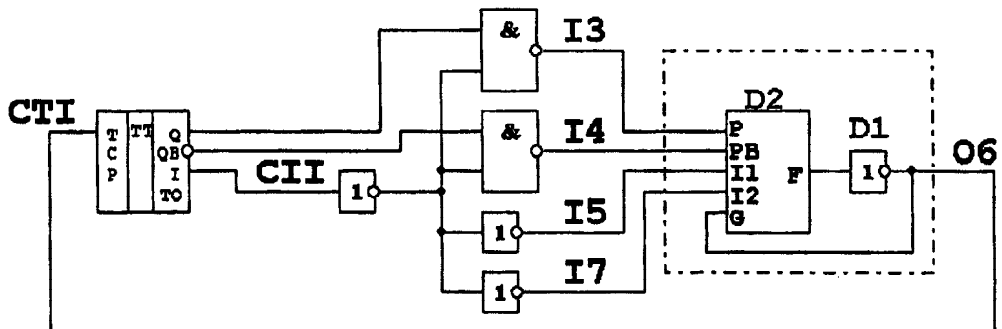 & I3
CTI
T TT Q
C QB
P I
TO
CII
1
& I4
1 I5
1 I7
D2
P
PB
I1 F
I2
G
D1
1
O6